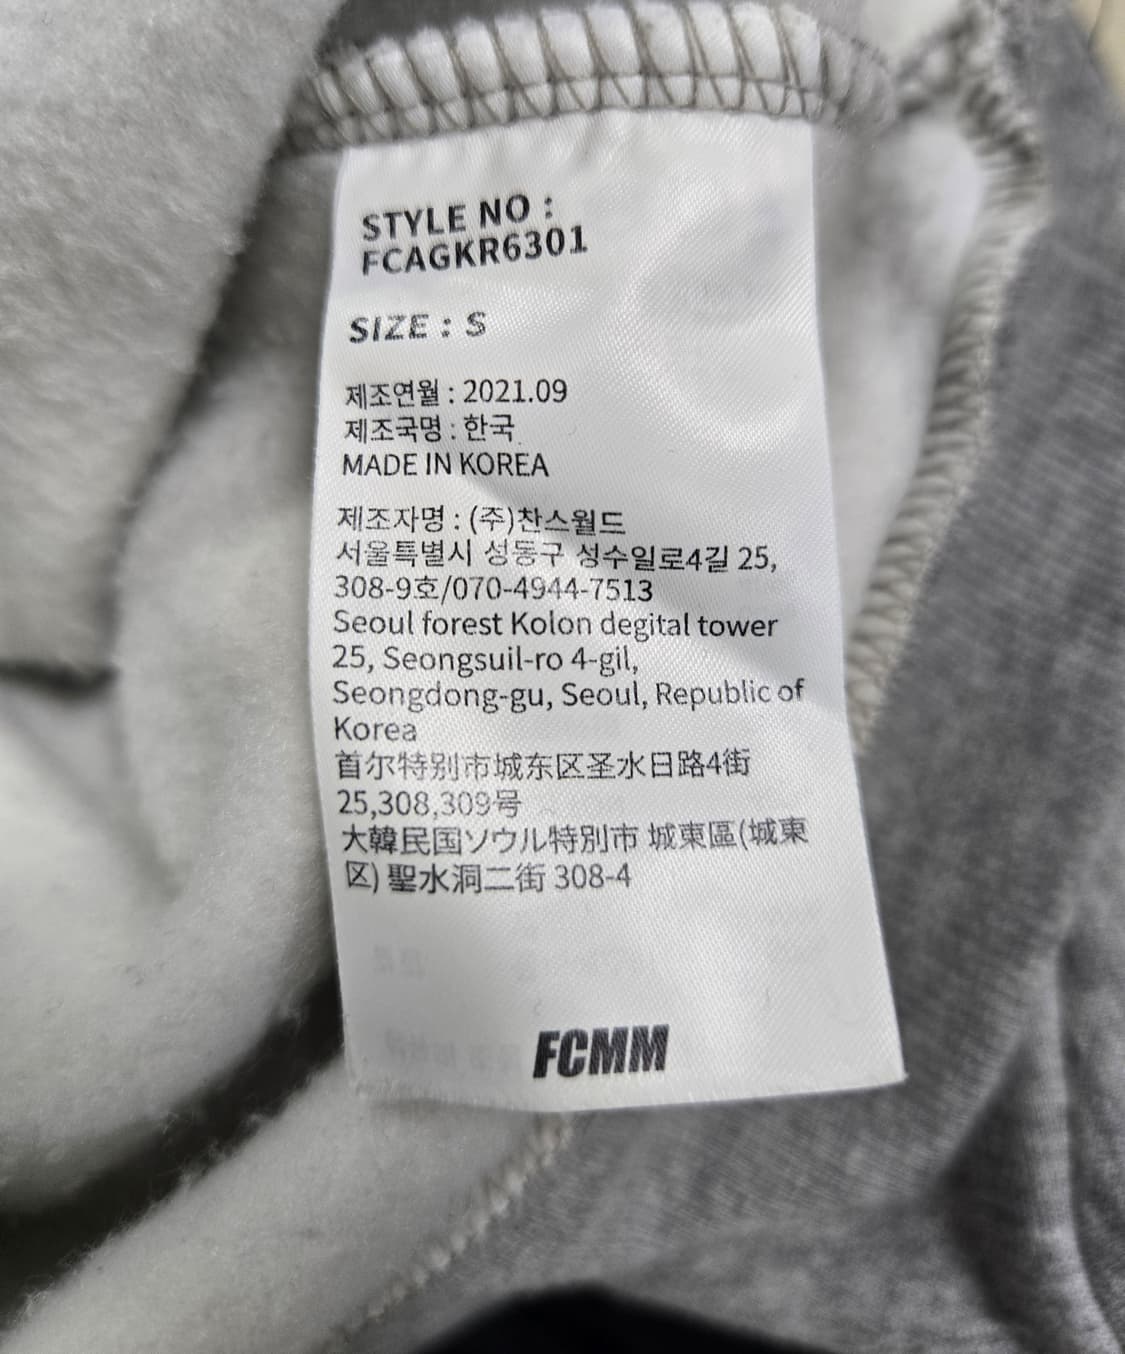 STYLE NO :
FCAGKR6301
SIZE : S
제조연월 : 2021.09
제조국명 : 한국
MADE IN KOREA
제조자명 : (주)찬스월드
서울특별시 성동구 성수일로4길 25,
308-9호/070-4944-7513
Seoul forest Kolon degital tower
25, Seongsuil-ro 4-gil,
Seongdong-gu, Seoul, Republic of
Korea
首尔特别市城东区圣水日路4街
25,308,309号
大韓民国ソウル特別市 城東區(城東
区) 聖水洞二街 308-4
FCMM